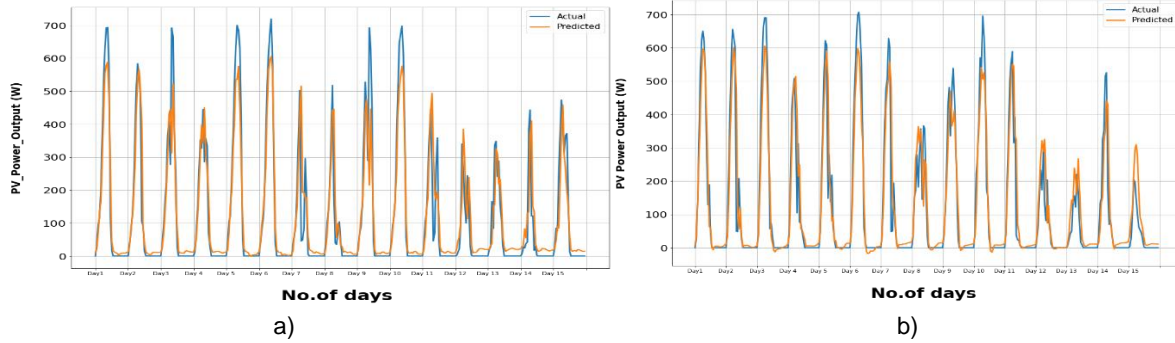 700
600
500
400
300
200
100
0
PV_Power_Output (W)
Actual
Predicted
Day1 Day2 Day3 Day 4 Day 5 Day 6 Day 7 Day 8 Day 9 Day 10 Day 11 Day 12 Day 13 Day 14 Day 15
No.of days
a)
700
600
500
400
300
200
100
0
PV Power Output (W)
Actual
Predicted
Day1 Day2 Day3 Day 4 Day 5 Day 6 Day 7 Day 8 Day 9 Day 10 Day 11 Day 12 Day 13 Day 14 Day 15
No.of days
b)